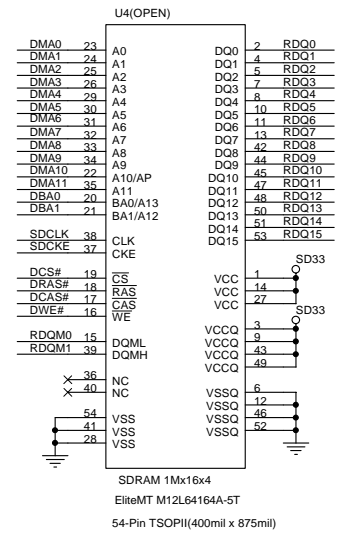 U4(OPEN)
DMA0 23 A0 DQ0 2 RDQ0
DMA1 24 A1 DQ1 4 RDQ1
DMA2 25 A2 DQ2 5 RDQ2
DMA3 26 A3 DQ3 7 RDQ3
DMA4 29 A4 DQ4 8 RDQ4
DMA5 30 A5 DQ5 10 RDQ5
DMA6 31 A6 DQ6 11 RDQ6
DMA7 32 A7 DQ7 13 RDQ7
DMA8 33 A8 DQ8 42 RDQ8
DMA9 34 A9 DQ9 44 RDQ9
DMA10 22 A10/AP DQ10 45 RDQ10
DMA11 35 A11 DQ11 47 RDQ11
DBA0 20 BA0/A13 DQ12 48 RDQ12
DBA1 21 BA1/A12 DQ13 50 RDQ13
DQ14 51 RDQ14
SDCLK 38 CLK DQ15 53 RDQ15
SDCKE 37 CKE
SD33
DCS# 19 CS VCC 1
DRAS# 18 RAS VCC 14
DCAS# 17 CAS VCC 27
DWE# 16 WE SD33
RDQM0 15 DQML VCCQ 3
RDQM1 39 DQMH VCCQ 9
VCCQ 43
36 NC VCCQ 49
40 NC VSSQ 6
VSSQ 12
54 VSS VSSQ 46
41 VSS VSSQ 52
28 VSS
SDRAM 1Mx16x4
EliteMT M12L64164A-5T
54-Pin TSOPII(400mil x 875mil)